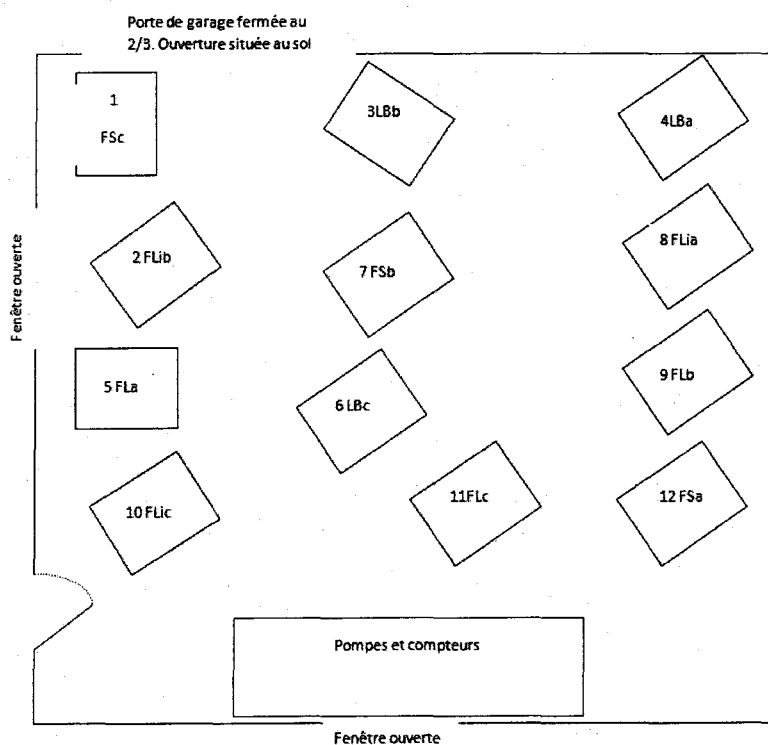 Porte de garage fermée au
2/3. Ouverture située au sol
1
FSc
3LBb
4LBa
Fenêtre ouverte
2 FLib
7 FSb
8 FLia
5 FLa
6 LBc
9 FLb
10 FLic
11FLc
12 FSa
Pompes et compteurs
Fenêtre ouverte